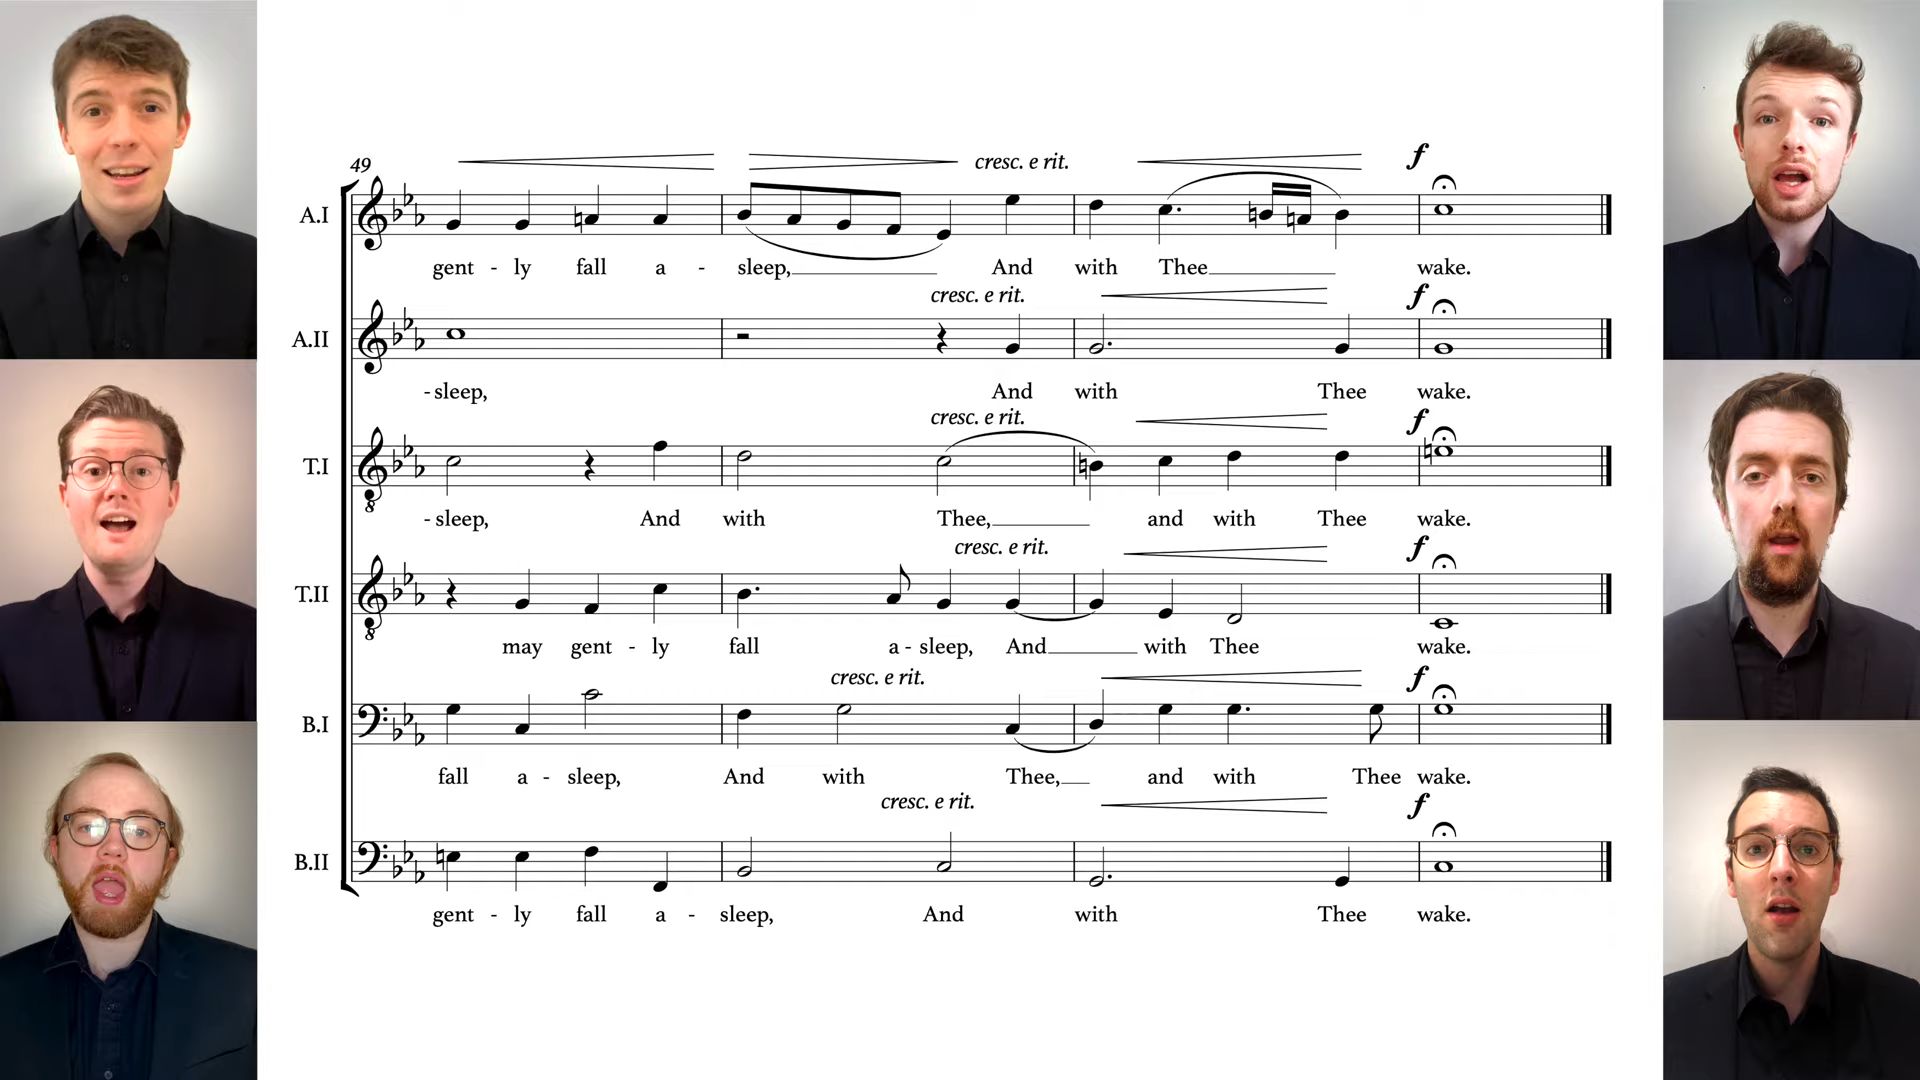 49 cresc. e rit. f
A.I
gent - ly fall a - sleep, And with Thee wake.
cresc. e rit. f
A.II
- sleep, And with Thee wake.
cresc. e rit. f
T.I
- sleep, And with Thee, and with Thee wake.
cresc. e rit. f
T.II
may gent - ly fall a - sleep, And with Thee wake.
cresc. e rit. f
B.I
fall a - sleep, And with Thee, and with Thee wake.
cresc. e rit. f
B.II
gent - ly fall a - sleep, And with Thee wake.